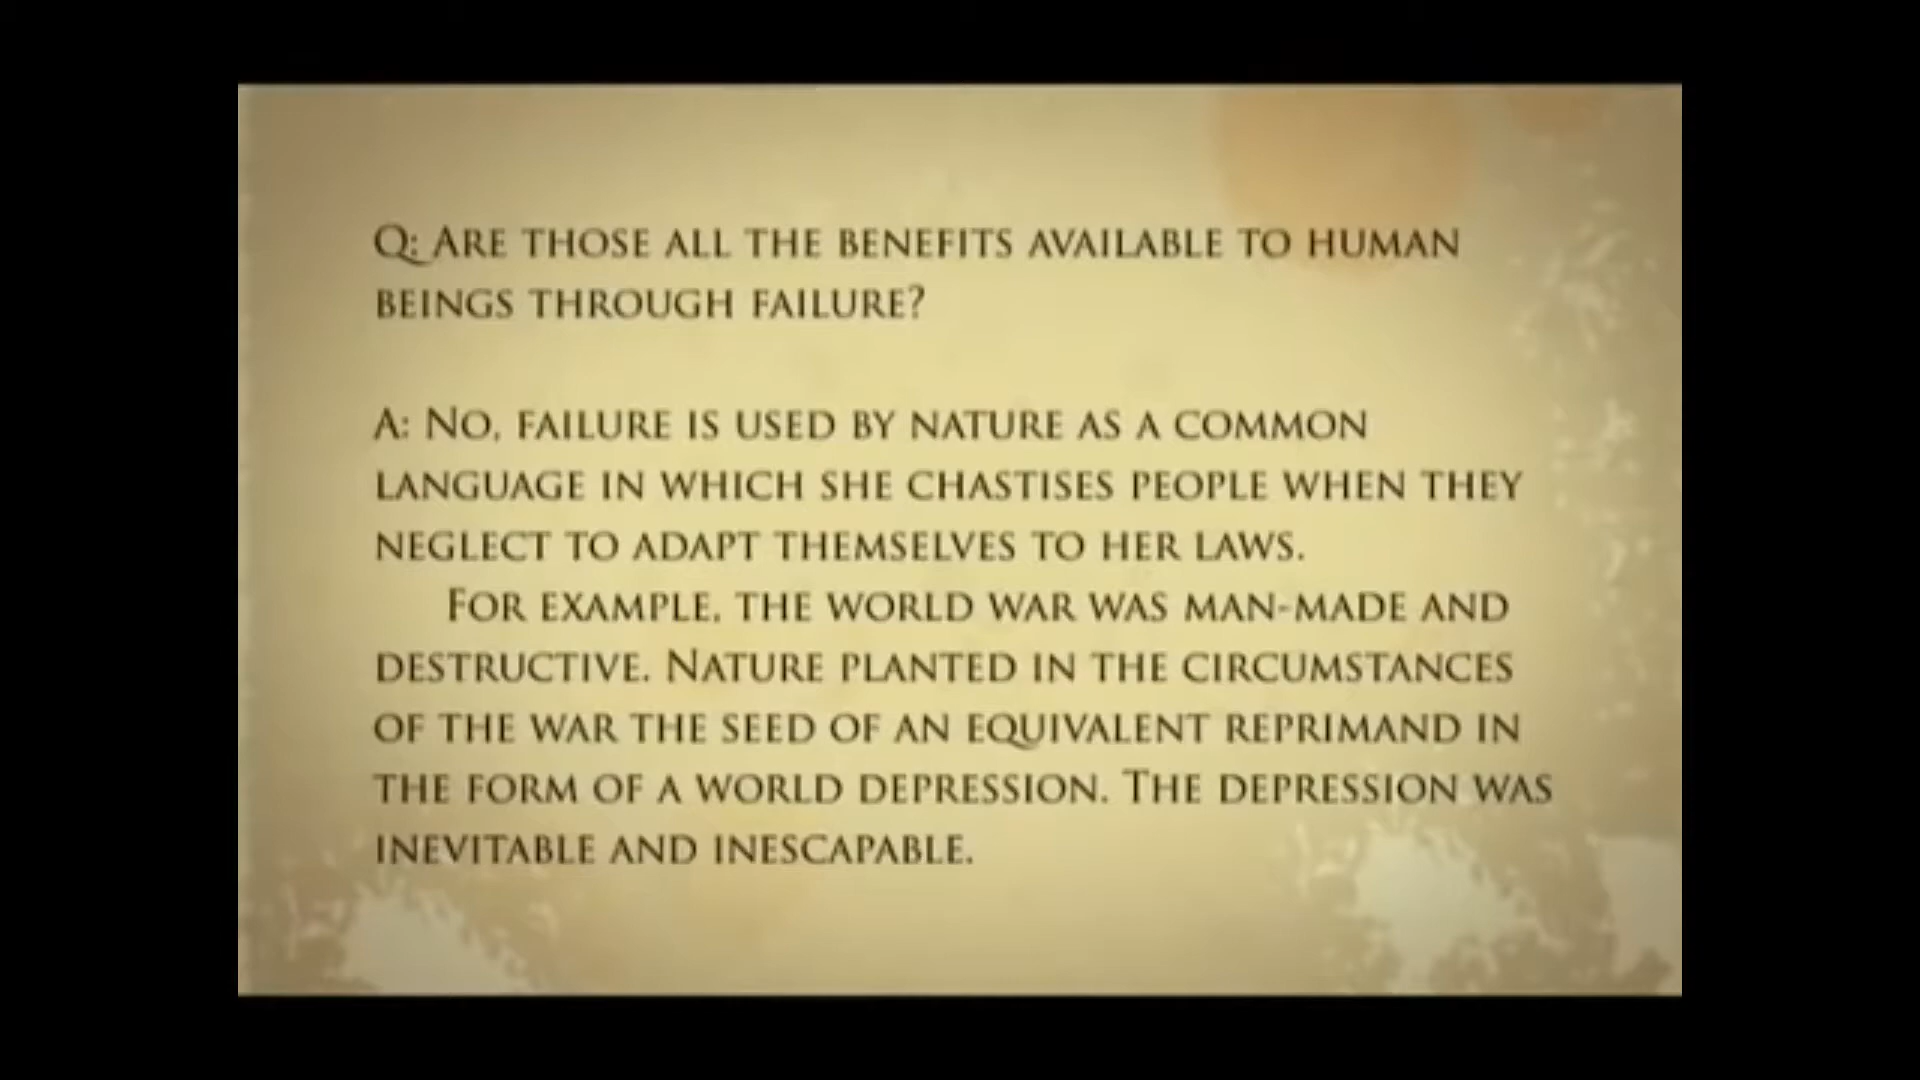 Q: Are those all the benefits available to human
beings through failure?
A: No, failure is used by nature as a common
language in which she chastises people when they
neglect to adapt themselves to her laws.
For example, the world war was man-made and
destructive. Nature planted in the circumstances
of the war the seed of an equivalent reprimand in
the form of a world depression. The depression was
inevitable and inescapable.